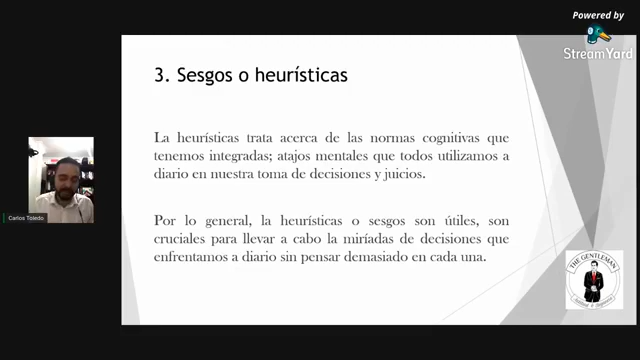 Powered by
StreamYard
3. Sesgos o heurísticas
La heurísticas trata acerca de las normas cognitivas que
tenemos integradas; atajos mentales que todos utilizamos a
diario en nuestra toma de decisiones y juicios.
Por lo general, la heurísticas o sesgos son útiles, son
cruciales para llevar a cabo la miríadas de decisiones que
enfrentamos a diario sin pensar demasiado en cada una.
Carlos Toledo
THE GENTLEMAN